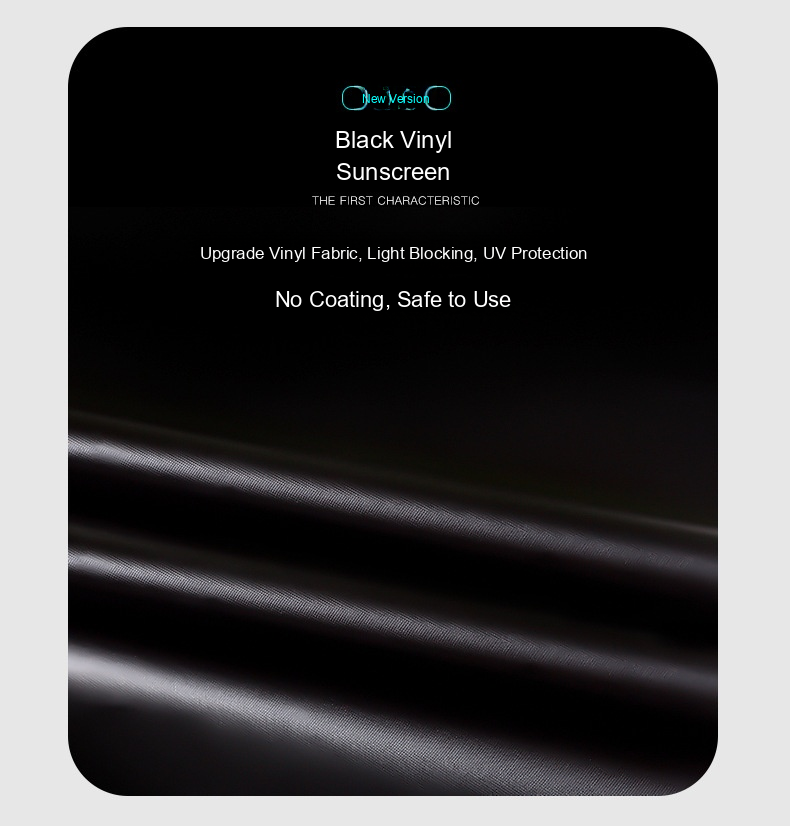 New Version
Black Vinyl
Sunscreen
THE FIRST CHARACTERISTIC
Upgrade Vinyl Fabric, Light Blocking, UV Protection
No Coating, Safe to Use